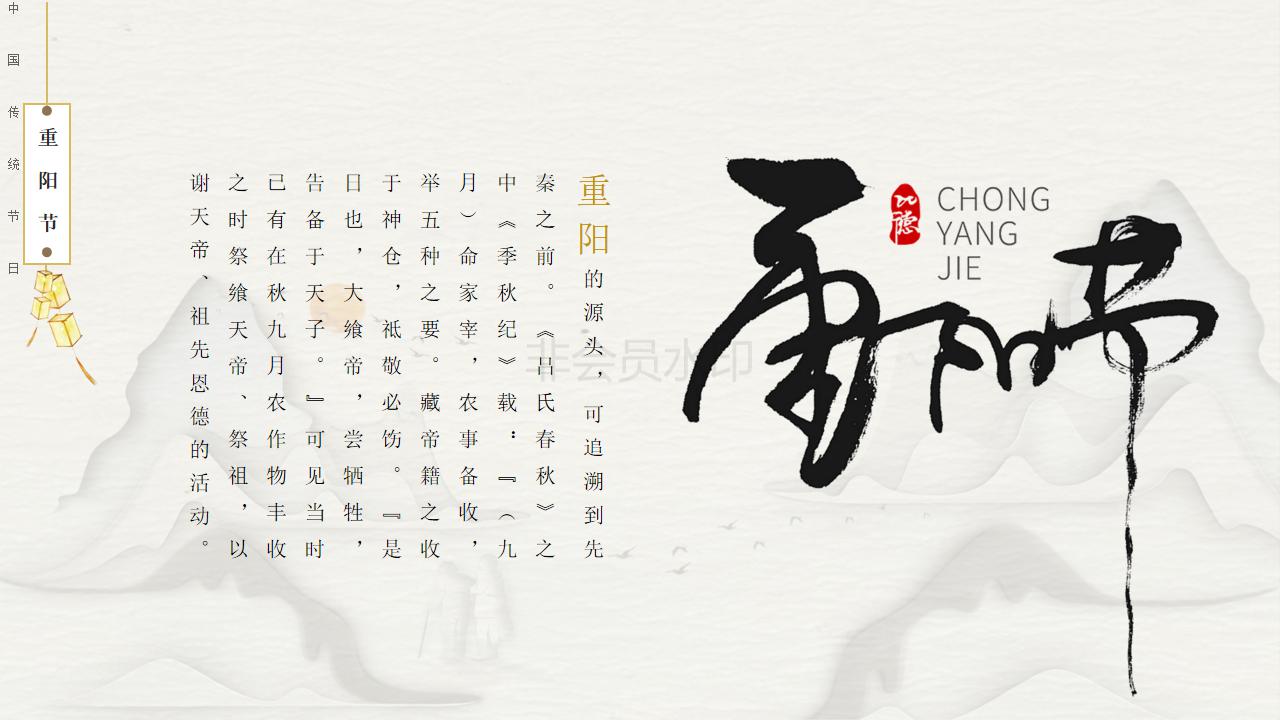 中国传统节日
重阳节
重阳节
CHONG
YANG
JIE
重阳的源头，可追溯到先
秦之前。《吕氏春秋》之
中《季秋纪》载：『（九
月）命家宰，农事备收，
举五种之要。藏帝籍之收
于神仓，祗敬必饬。『是
日也，大飨帝，尝牺牲，
告备于天子。』可见当时
已有在秋九月农作物丰收
之时祭飨天帝、祭祖，以
谢天帝、祖先恩德的活动。
非会员水印